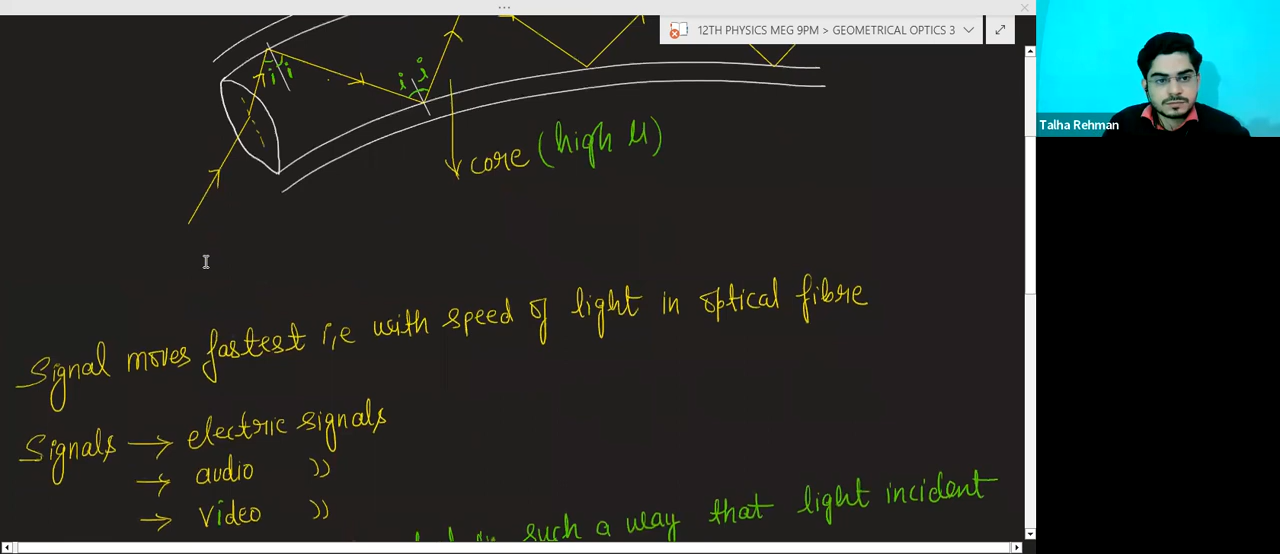 12TH PHYSICS MEG 9PM > GEOMETRICAL OPTICS 3
Talha Rehman
i i
i i
core (high μ)
Signal moves fastest i,e with speed of light in optical fibre
Signals → electric signals
→ audio ))
→ video ))
such a way that light incident